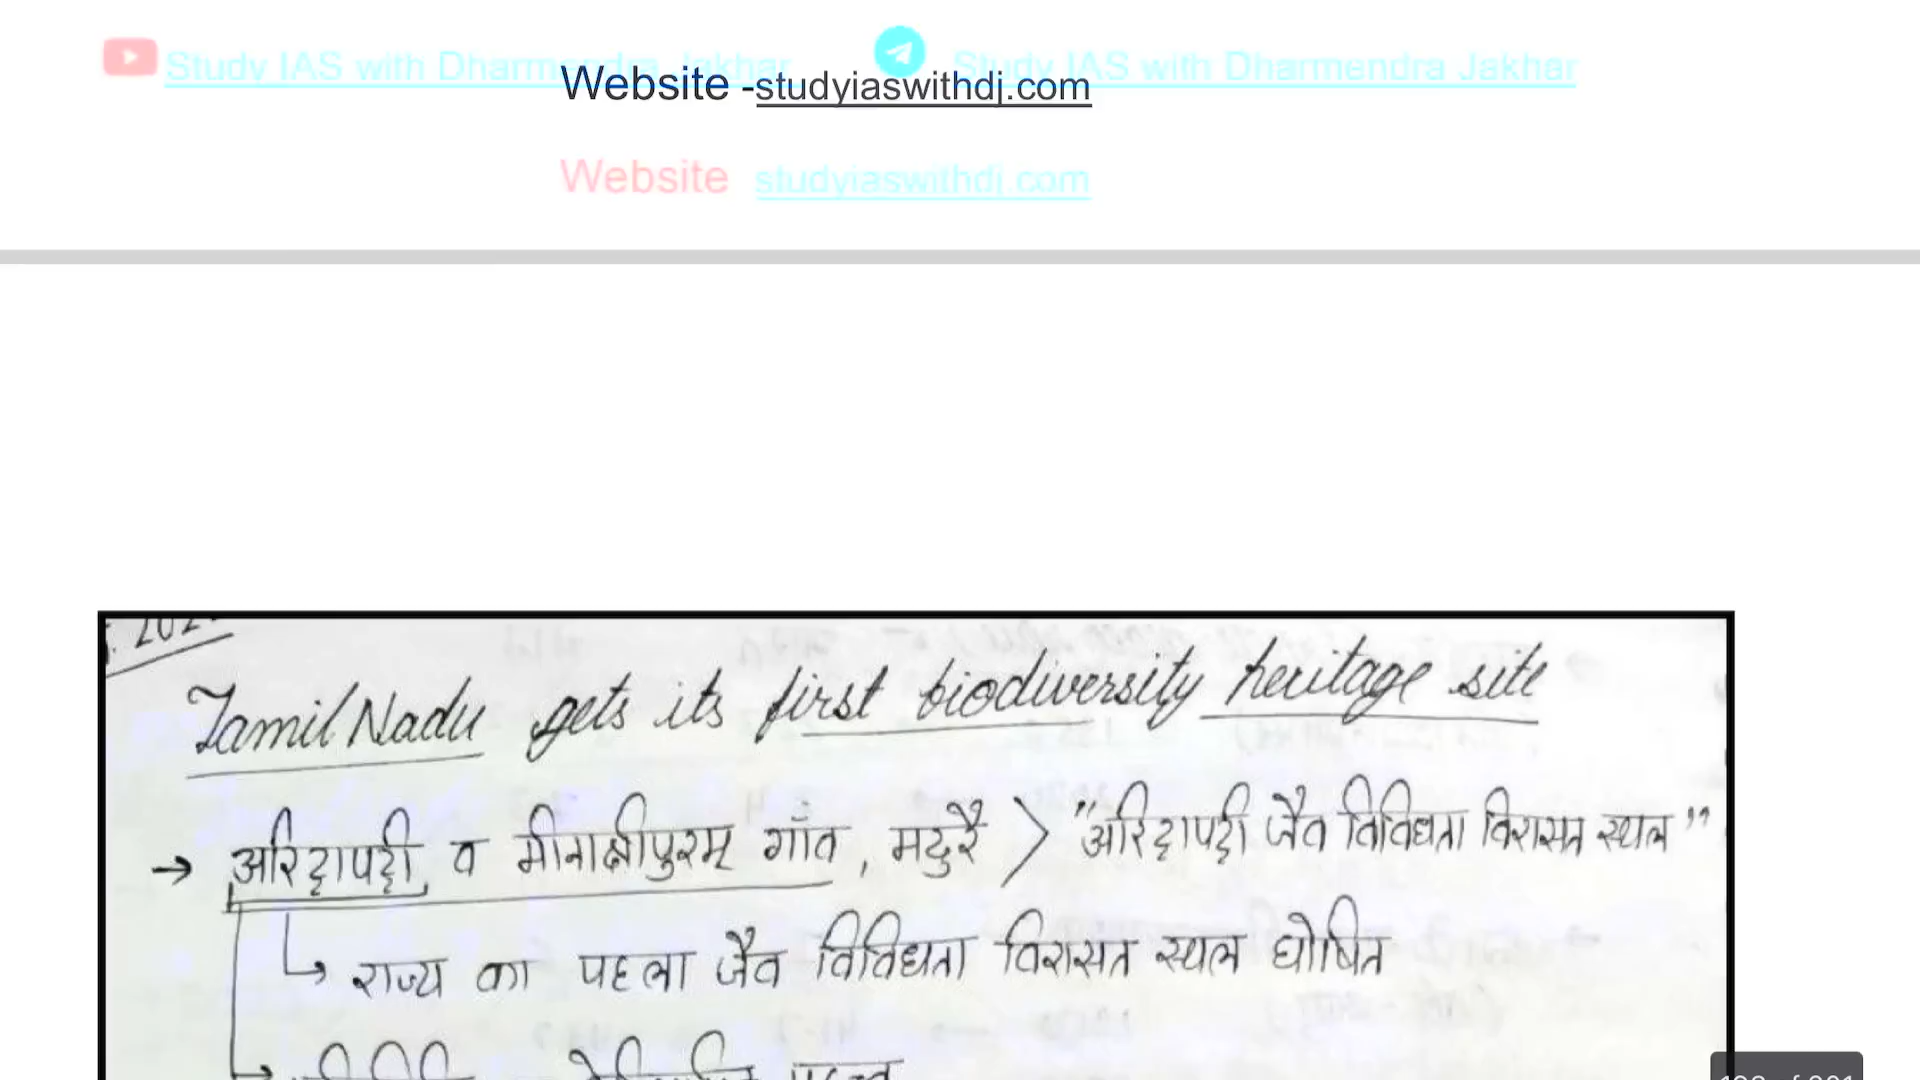 Study IAS with Dharmendra Jakhar Study IAS with Dharmendra Jakhar
Website -studyiaswithdj.com
Website studyiaswithdj.com
Tamil Nadu gets its first biodiversity heritage site
→ अरिट्टापट्टी व मीनाक्षीपुरम् गाँव, मदुरै > "अरिट्टापट्टी जैव विविधता विरासत स्थल"
↳ राज्य का पहला जैव विविधता विरासत स्थल घोषित